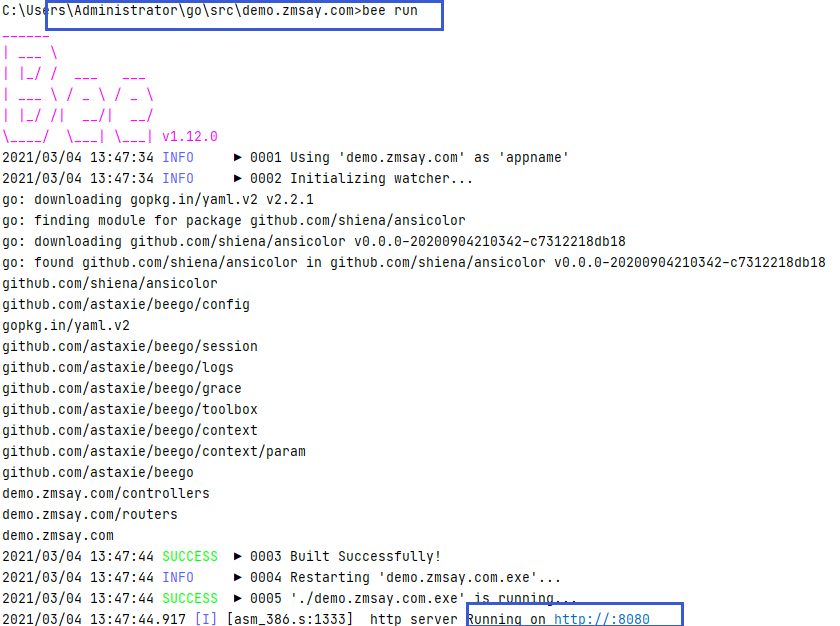 C:\Users\Administrator\go\src\demo.zmsay.com>bee run
______
| ___ \
| |_/ /  ___   ___
| ___ \ / _ \ / _ \
| |_/ /|  __/|  __/
\____/  \___| \___| v1.12.0
2021/03/04 13:47:34 INFO     ▶ 0001 Using 'demo.zmsay.com' as 'appname'
2021/03/04 13:47:34 INFO     ▶ 0002 Initializing watcher...
go: downloading gopkg.in/yaml.v2 v2.2.1
go: finding module for package github.com/shiena/ansicolor
go: downloading github.com/shiena/ansicolor v0.0.0-20200904210342-c7312218db18
go: found github.com/shiena/ansicolor in github.com/shiena/ansicolor v0.0.0-20200904210342-c7312218db18
github.com/shiena/ansicolor
github.com/astaxie/beego/config
gopkg.in/yaml.v2
github.com/astaxie/beego/session
github.com/astaxie/beego/logs
github.com/astaxie/beego/grace
github.com/astaxie/beego/toolbox
github.com/astaxie/beego/context
github.com/astaxie/beego/context/param
github.com/astaxie/beego
demo.zmsay.com/controllers
demo.zmsay.com/routers
demo.zmsay.com
2021/03/04 13:47:44 SUCCESS  ▶ 0003 Built Successfully!
2021/03/04 13:47:44 INFO     ▶ 0004 Restarting 'demo.zmsay.com.exe'...
2021/03/04 13:47:44 SUCCESS  ▶ 0005 './demo.zmsay.com.exe' is running...
2021/03/04 13:47:44.917 [I] [asm_386.s:1333]  http server Running on http://:8080